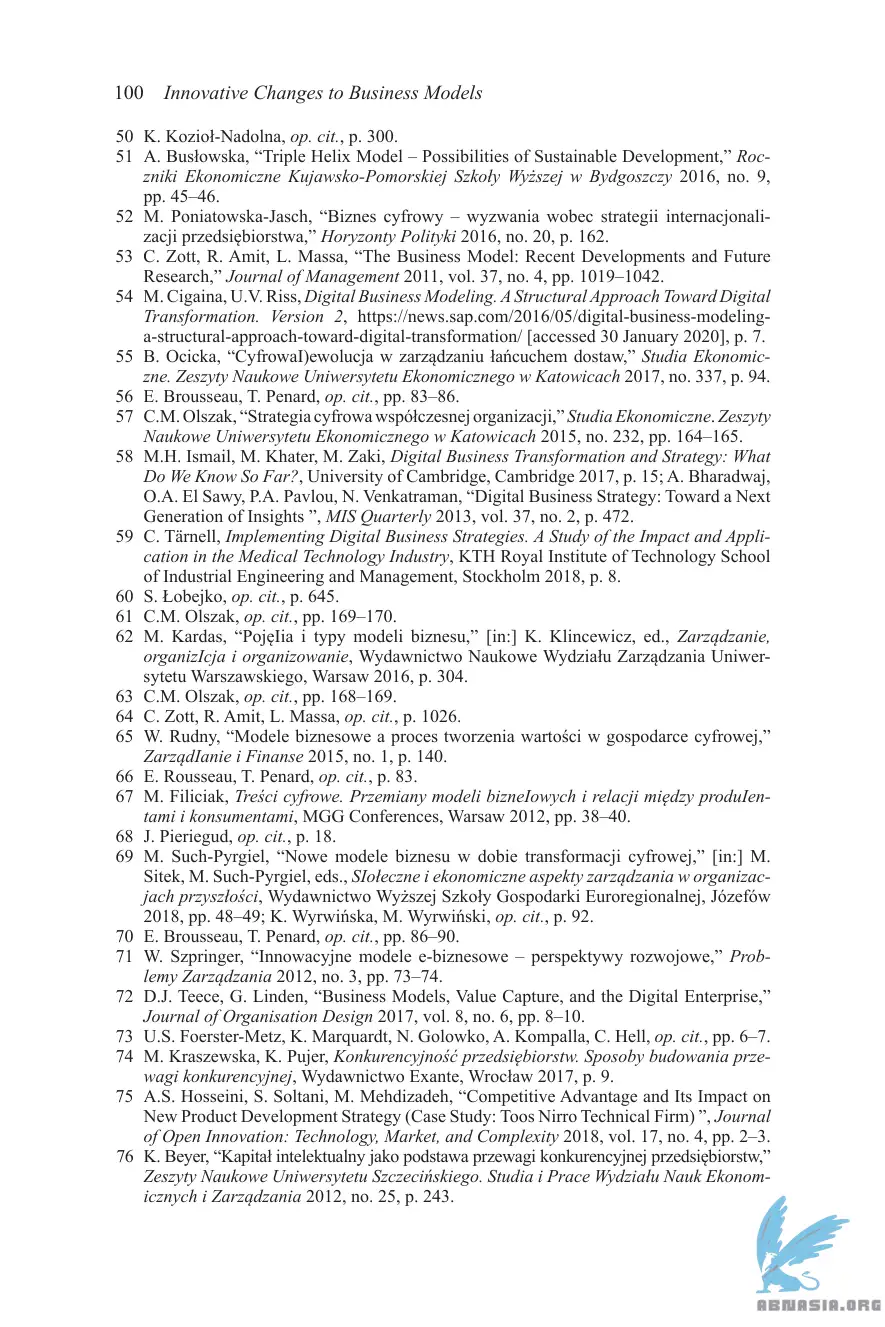 100 Innovative Changes to Business Models
50 K. Kozioł-Nadolna, op. cit., p. 300.
51 A. Busłowska, “Triple Helix Model – Possibilities of Sustainable Development,” Rocz-
zniki Ekonomiczne Kujawsko-Pomorskiej Szkoły Wyższej w Bydgoszczy 2016, no. 9,
pp. 45–46.
52 M. Poniatowska-Jasch, “Biznes cyfrowy – wyzwania wobec strategii internacjonali-
zacji przedsiębiorstwa,” Horyzonty Polityki 2016, no. 20, p. 162.
53 C. Zott, R. Amit, L. Massa, “The Business Model: Recent Developments and Future
Research,” Journal of Management 2011, vol. 37, no. 4, pp. 1019–1042.
54 M. Cigaina, U.V. Riss, Digital Business Modeling. A Structural Approach Toward Digital
Transformation. Version 2, https://news.sap.com/2016/05/digital-business-modeling-
a-structural-approach-toward-digital-transformation/ [accessed 30 January 2020], p. 7.
55 B. Ocicka, “CyfrowaI)ewolucja w zarządzaniu łańcuchem dostaw,” Studia Ekonomic-
zne. Zeszyty Naukowe Uniwersytetu Ekonomicznego w Katowicach 2017, no. 337, p. 94.
56 E. Brousseau, T. Penard, op. cit., pp. 83–86.
57 C.M. Olszak, “Strategia cyfrowa współczesnej organizacji,” Studia Ekonomiczne. Zeszyty
Naukowe Uniwersytetu Ekonomicznego w Katowicach 2015, no. 232, pp. 164–165.
58 M.H. Ismail, M. Khater, M. Zaki, Digital Business Transformation and Strategy: What
Do We Know So Far?, University of Cambridge, Cambridge 2017, p. 15; A. Bharadwaj,
O.A. El Sawy, P.A. Pavlou, N. Venkatraman, “Digital Business Strategy: Toward a Next
Generation of Insights ”, MIS Quarterly 2013, vol. 37, no. 2, p. 472.
59 C. Tärnell, Implementing Digital Business Strategies. A Study of the Impact and Appli-
cation in the Medical Technology Industry, KTH Royal Institute of Technology School
of Industrial Engineering and Management, Stockholm 2018, p. 8.
60 S. Łobejko, op. cit., p. 645.
61 C.M. Olszak, op. cit., pp. 169–170.
62 M. Kardas, “PojęIia i typy modeli biznesu,” [in:] K. Klincewicz, ed., Zarządzanie,
organizIcja i organizowanie, Wydawnictwo Naukowe Wydziału Zarządzania Uniwer-
sytetu Warszawskiego, Warsaw 2016, p. 304.
63 C.M. Olszak, op. cit., pp. 168–169.
64 C. Zott, R. Amit, L. Massa, op. cit., p. 1026.
65 W. Rudny, “Modele biznesowe a proces tworzenia wartości w gospodarce cyfrowej,”
ZarządIanie i Finanse 2015, no. 1, p. 140.
66 E. Rousseau, T. Penard, op. cit., p. 83.
67 M. Filiciak, Treści cyfrowe. Przemiany modeli bizneIowych i relacji między produIen-
tami i konsumentami, MGG Conferences, Warsaw 2012, pp. 38–40.
68 J. Pieriegud, op. cit., p. 18.
69 M. Such-Pyrgiel, “Nowe modele biznesu w dobie transformacji cyfrowej,” [in:] M.
Sitek, M. Such-Pyrgiel, eds., SIołeczne i ekonomiczne aspekty zarządzania w organizac-
jach przyszłości, Wydawnictwo Wyższej Szkoły Gospodarki Euroregionalnej, Józefów
2018, pp. 48–49; K. Wyrwińska, M. Wyrwiński, op. cit., p. 92.
70 E. Brousseau, T. Penard, op. cit., pp. 86–90.
71 W. Szpringer, “Innowacyjne modele e-biznesowe – perspektywy rozwojowe,” Prob-
lemy Zarządzania 2012, no. 3, pp. 73–74.
72 D.J. Teece, G. Linden, “Business Models, Value Capture, and the Digital Enterprise,”
Journal of Organisation Design 2017, vol. 8, no. 6, pp. 8–10.
73 U.S. Foerster-Metz, K. Marquardt, N. Golowko, A. Kompalla, C. Hell, op. cit., pp. 6–7.
74 M. Kraszewska, K. Pujer, Konkurencyjność przedsiębiorstw. Sposoby budowania prze-
wagi konkurencyjnej, Wydawnictwo Exante, Wrocław 2017, p. 9.
75 A.S. Hosseini, S. Soltani, M. Mehdizadeh, “Competitive Advantage and Its Impact on
New Product Development Strategy (Case Study: Toos Nirro Technical Firm) ”, Journal
of Open Innovation: Technology, Market, and Complexity 2018, vol. 17, no. 4, pp. 2–3.
76 K. Beyer, “Kapitał intelektualny jako podstawa przewagi konkurencyjnej przedsiębiorstw,”
Zeszyty Naukowe Uniwersytetu Szczecińskiego. Studia i Prace Wydziału Nauk Ekonom-
icznych i Zarządzania 2012, no. 25, p. 243.
ABNASIA.ORG